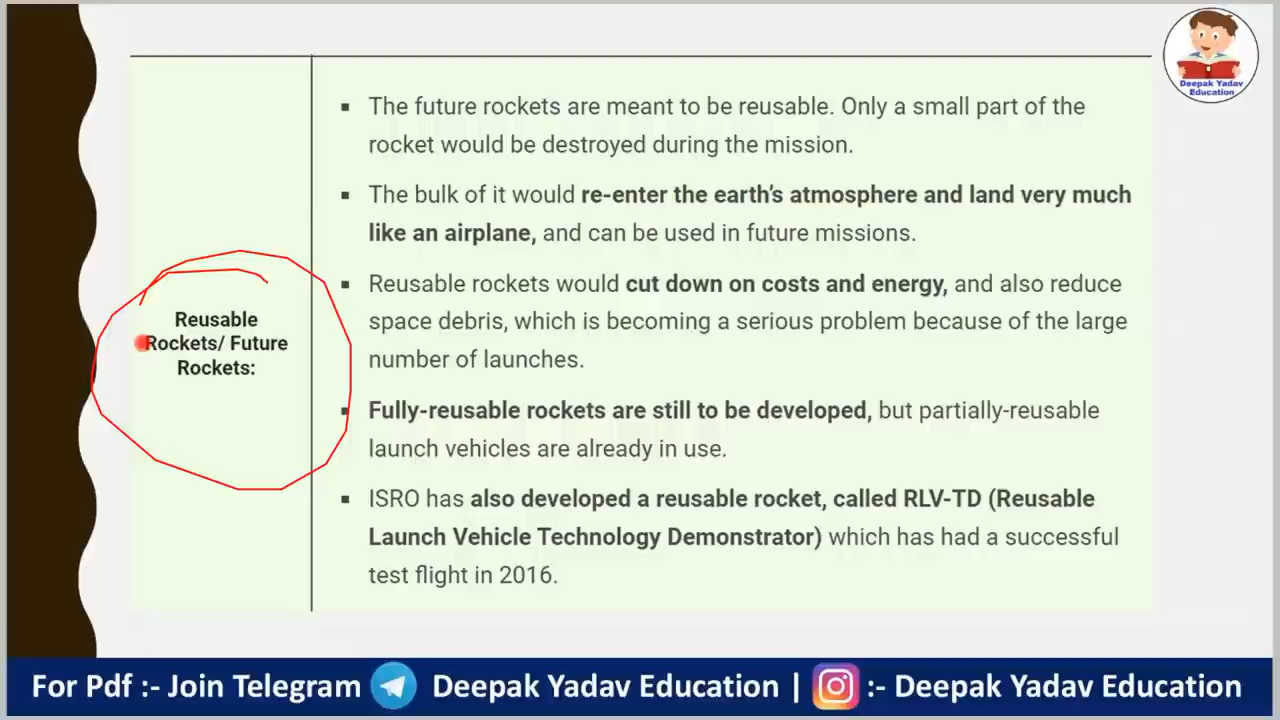 Deepak Yadav
Education
▪ The future rockets are meant to be reusable. Only a small part of the
rocket would be destroyed during the mission.
▪ The bulk of it would re-enter the earth's atmosphere and land very much
like an airplane, and can be used in future missions.
Reusable
Rockets/ Future
Rockets:
▪ Reusable rockets would cut down on costs and energy, and also reduce
space debris, which is becoming a serious problem because of the large
number of launches.
▪ Fully-reusable rockets are still to be developed, but partially-reusable
launch vehicles are already in use.
▪ ISRO has also developed a reusable rocket, called RLV-TD (Reusable
Launch Vehicle Technology Demonstrator) which has had a successful
test flight in 2016.
For Pdf :- Join Telegram Deepak Yadav Education | :- Deepak Yadav Education